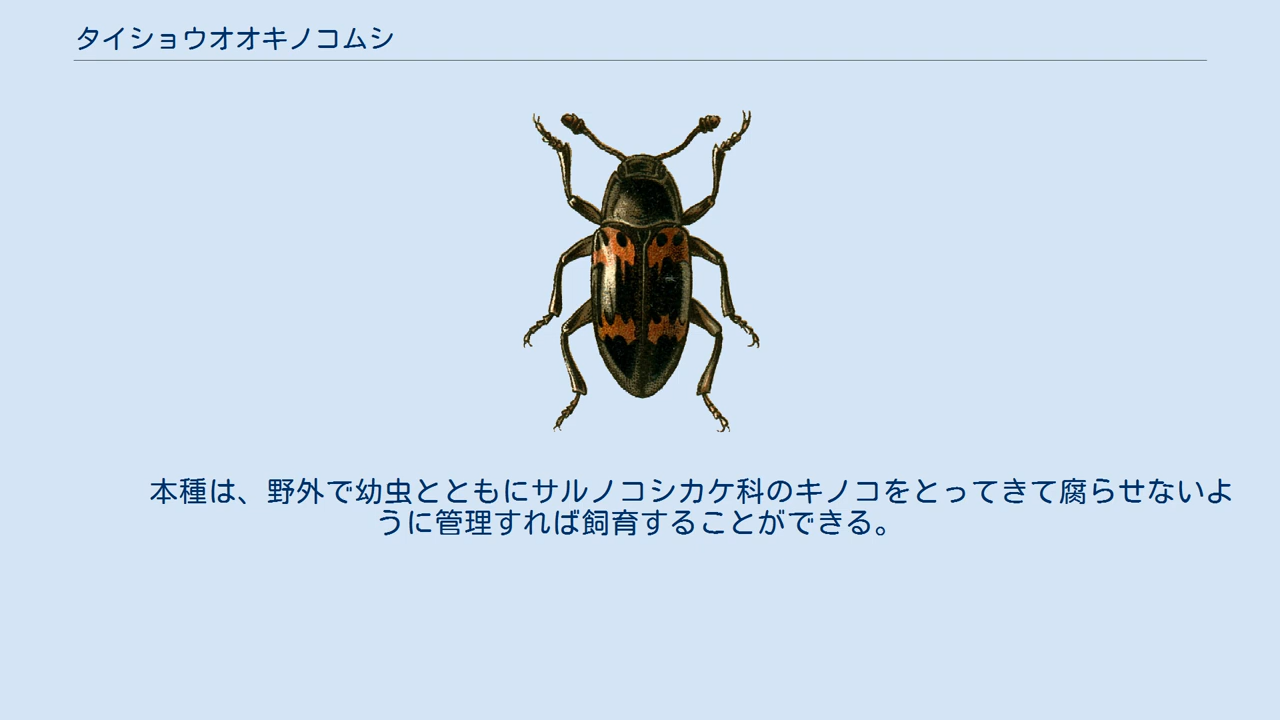 タイショウオオキノコムシ
本種は、野外で幼虫とともにサルノコシカケ科のキノコをとってきて腐らせないよ
うに管理すれば飼育することができる。